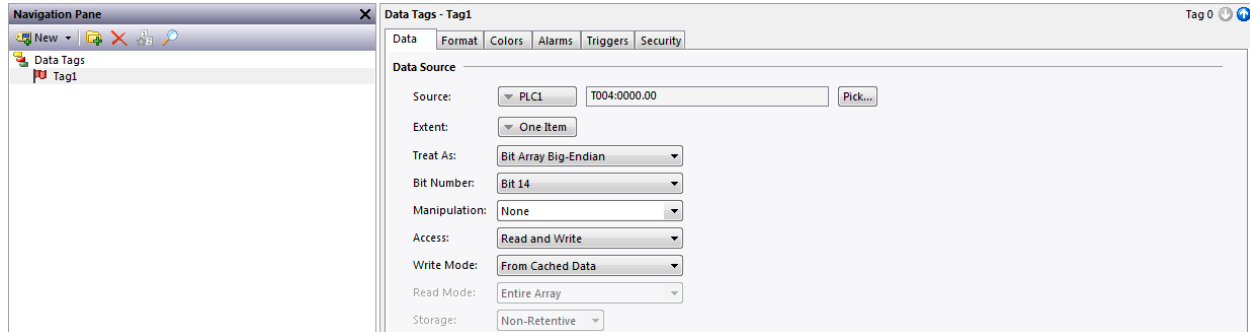 Navigation Pane
Data Tags - Tag1
Tag 0
New
Data Tags
Tag1
Data Format Colors Alarms Triggers Security
Data Source
Source: PLC1 T004:0000.00 Pick...
Extent: One Item
Treat As: Bit Array Big-Endian
Bit Number: Bit 14
Manipulation: None
Access: Read and Write
Write Mode: From Cached Data
Read Mode: Entire Array
Storage: Non-Retentive